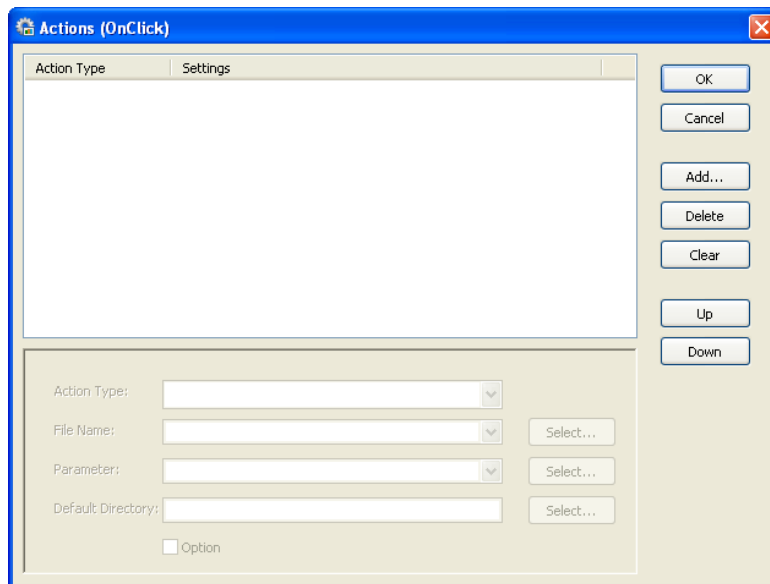 Actions (OnClick)
Action Type Settings
OK
Cancel
Add...
Delete
Clear
Up
Down
Action Type:
File Name: Select...
Parameter: Select...
Default Directory: Select...
Option